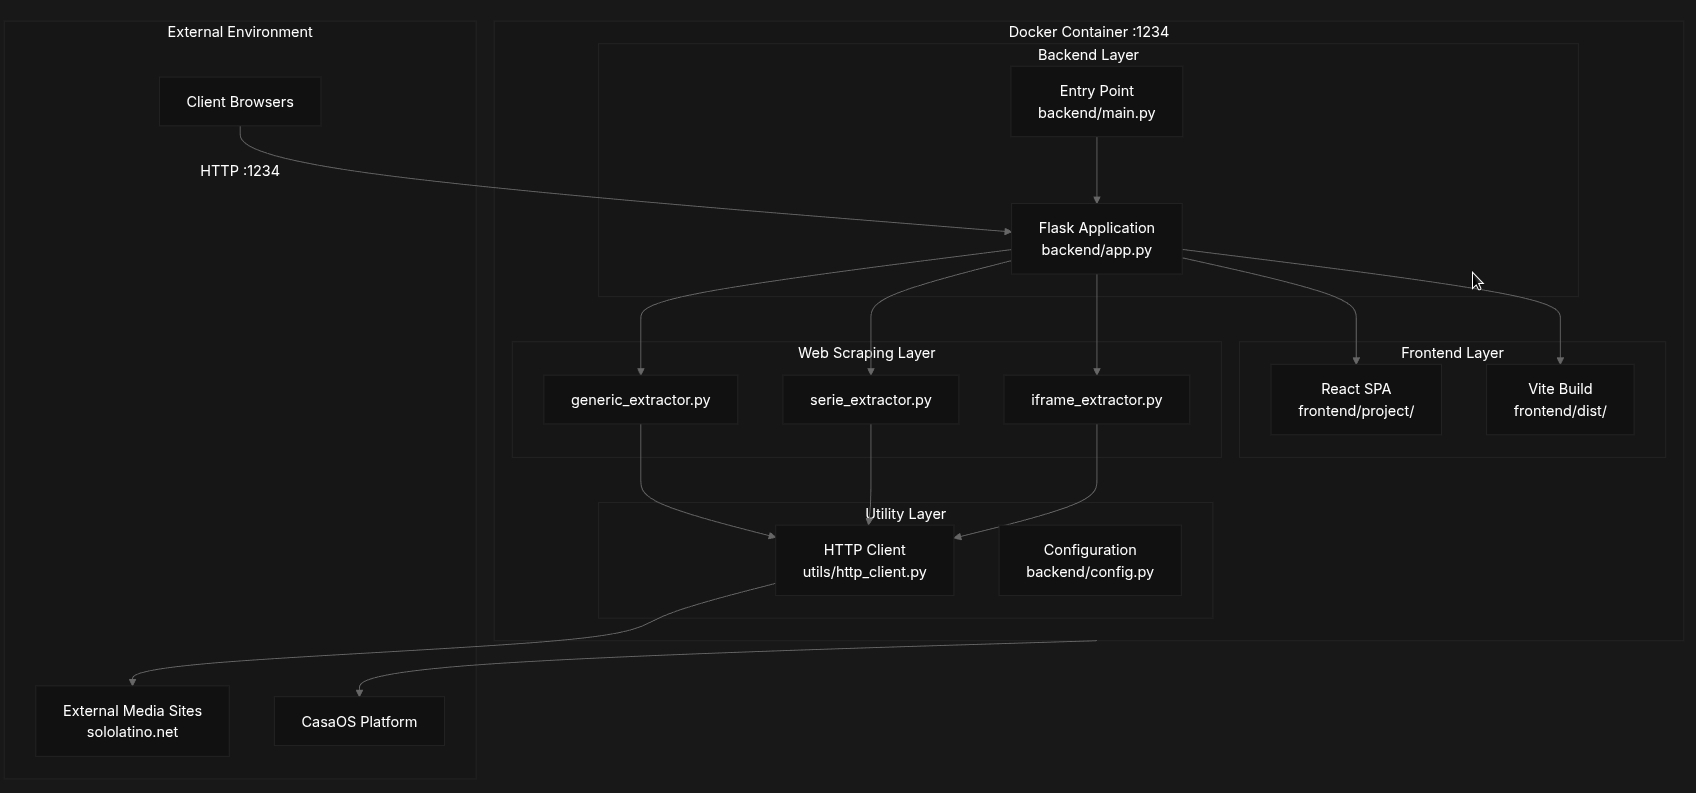 External Environment
Client Browsers
HTTP :1234
Docker Container :1234
Backend Layer
Entry Point
backend/main.py
Flask Application
backend/app.py
Web Scraping Layer
generic_extractor.py
serie_extractor.py
iframe_extractor.py
Frontend Layer
React SPA
frontend/project/
Vite Build
frontend/dist/
Utility Layer
HTTP Client
utils/http_client.py
Configuration
backend/config.py
External Media Sites
sololatino.net
CasaOS Platform